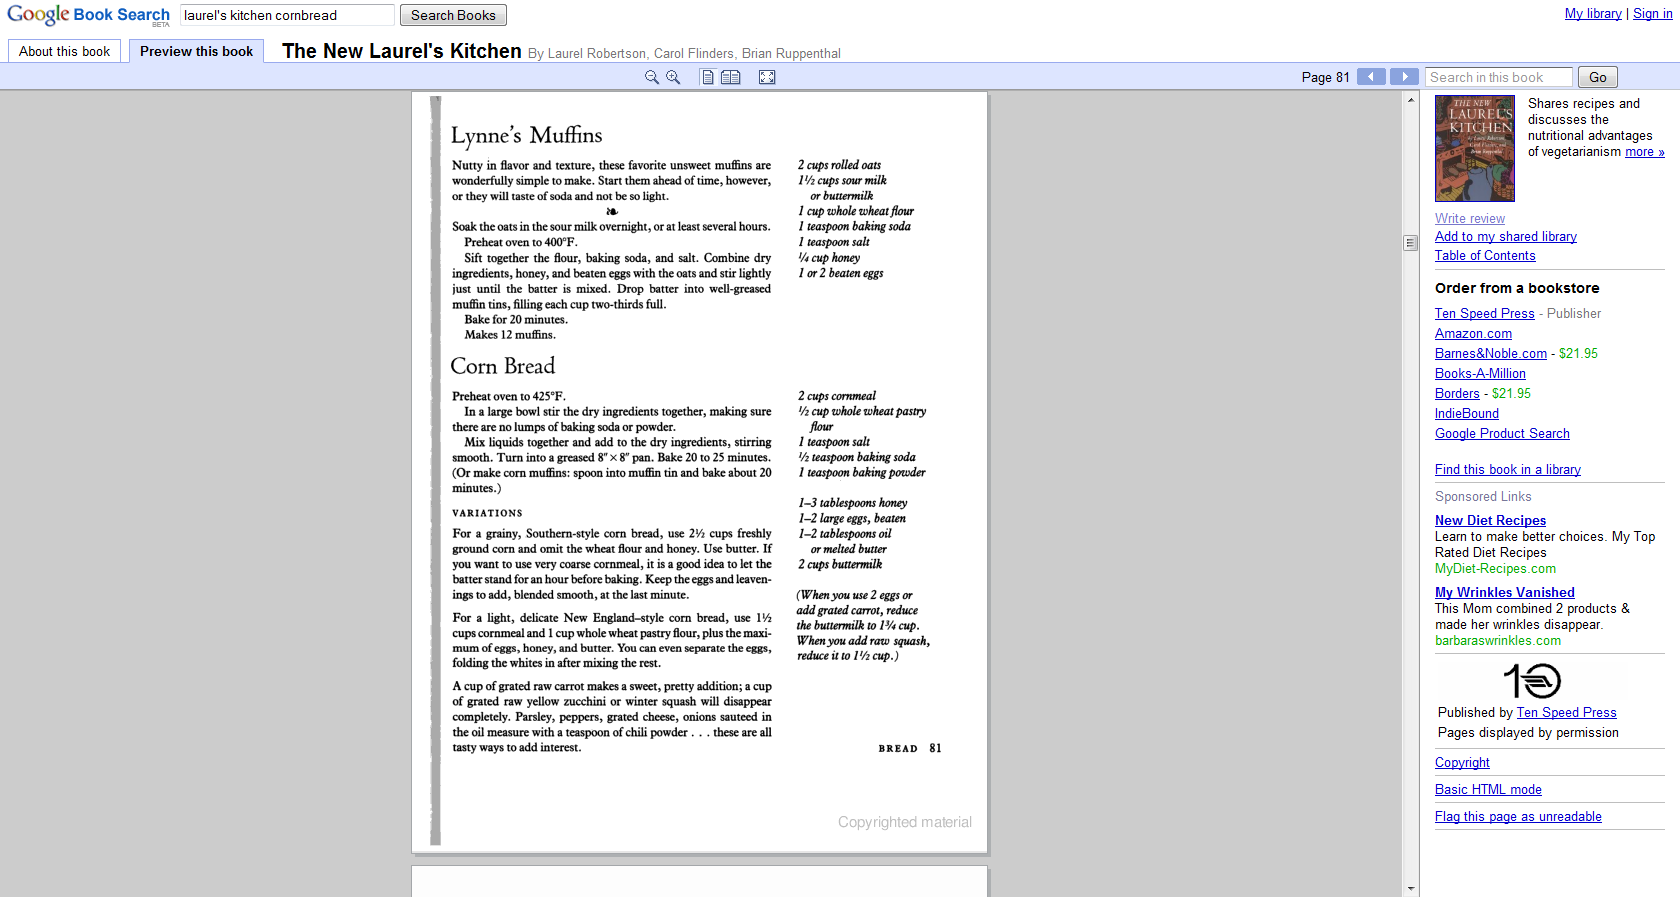 Google Book Search BETA
laurel's kitchen cornbread
Search Books
My library | Sign in
About this book
Preview this book
The New Laurel's Kitchen By Laurel Robertson, Carol Flinders, Brian Ruppenthal
Page 81
Search in this book
Go
Lynne's Muffins
Nutty in flavor and texture, these favorite unsweet muffins are
wonderfully simple to make. Start them ahead of time, however,
or they will taste of soda and not be so light.
Soak the oats in the sour milk overnight, or at least several hours.
Preheat oven to 400°F.
Sift together the flour, baking soda, and salt. Combine dry
ingredients, honey, and beaten eggs with the oats and stir lightly
just until the batter is mixed. Drop batter into well-greased
muffin tins, filling each cup two-thirds full.
Bake for 20 minutes.
Makes 12 muffins.
2 cups rolled oats
1½ cups sour milk
or buttermilk
1 cup whole wheat flour
1 teaspoon baking soda
1 teaspoon salt
¼ cup honey
1 or 2 beaten eggs
Corn Bread
Preheat oven to 425°F.
In a large bowl stir the dry ingredients together, making sure
there are no lumps of baking soda or powder.
Mix liquids together and add to the dry ingredients, stirring
smooth. Turn into a greased 8″×8″ pan. Bake 20 to 25 minutes.
(Or make corn muffins: spoon into muffin tin and bake about 20
minutes.)
VARIATIONS
For a grainy, Southern-style corn bread, use 2½ cups freshly
ground corn and omit the wheat flour and honey. Use butter. If
you want to use very coarse cornmeal, it is a good idea to let the
batter stand for an hour before baking. Keep the eggs and leaven-
ings to add, blended smooth, at the last minute.
For a light, delicate New England–style corn bread, use 1½
cups cornmeal and 1 cup whole wheat pastry flour, plus the maxi-
mum of eggs, honey, and butter. You can even separate the eggs,
folding the whites in after mixing the rest.
A cup of grated raw carrot makes a sweet, pretty addition; a cup
of grated raw yellow zucchini or winter squash will disappear
completely. Parsley, peppers, grated cheese, onions sauteed in
the oil measure with a teaspoon of chili powder . . . these are all
tasty ways to add interest.
2 cups cornmeal
½ cup whole wheat pastry
flour
1 teaspoon salt
½ teaspoon baking soda
1 teaspoon baking powder
1–3 tablespoons honey
1–2 large eggs, beaten
1–2 tablespoons oil
or melted butter
2 cups buttermilk
(When you use 2 eggs or
add grated carrot, reduce
the buttermilk to 1¾ cup.
When you add raw squash,
reduce it to 1½ cup.)
BREAD 81
Copyrighted material
THE NEW
LAUREL'S
KITCHEN
Shares recipes and
discusses the
nutritional advantages
of vegetarianism more »
Write review
Add to my shared library
Table of Contents
Order from a bookstore
Ten Speed Press - Publisher
Amazon.com
Barnes&Noble.com - $21.95
Books-A-Million
Borders - $21.95
IndieBound
Google Product Search
Find this book in a library
Sponsored Links
New Diet Recipes
Learn to make better choices. My Top
Rated Diet Recipes
MyDiet-Recipes.com
My Wrinkles Vanished
This Mom combined 2 products &
made her wrinkles disappear.
barbaraswrinkles.com
10
Published by Ten Speed Press
Pages displayed by permission
Copyright
Basic HTML mode
Flag this page as unreadable